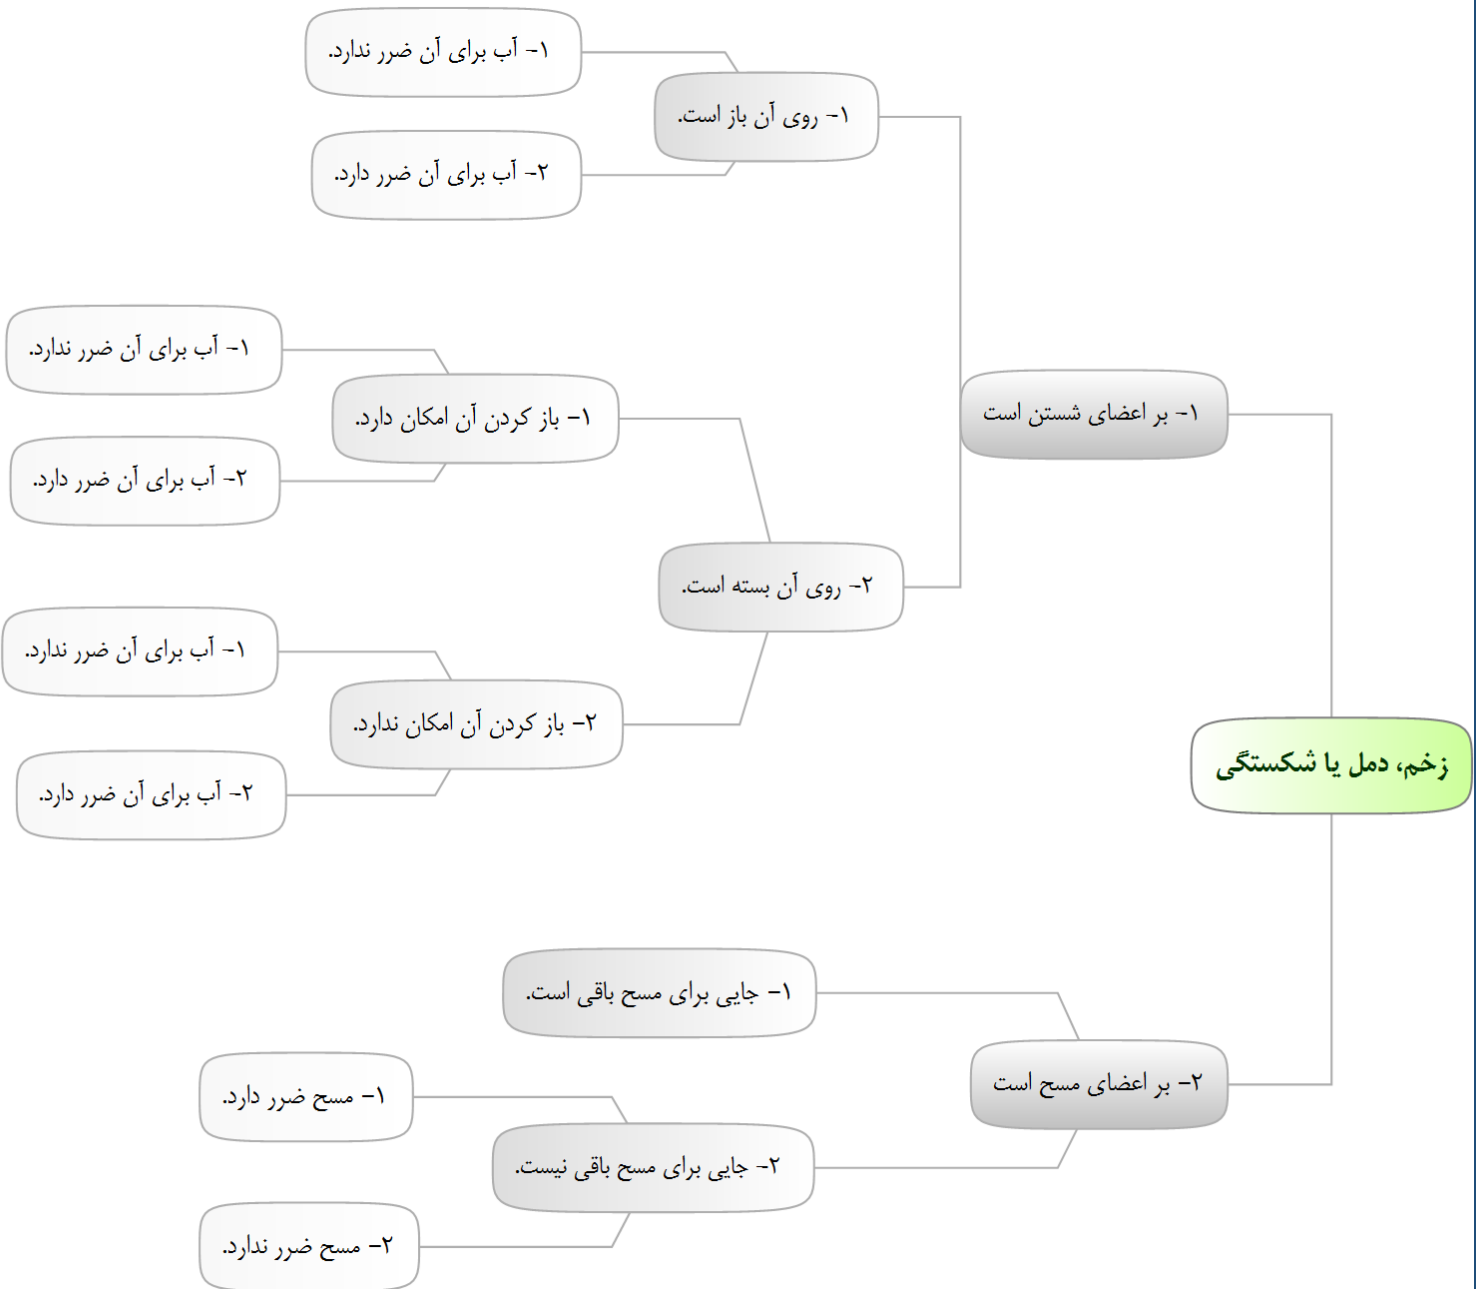 زخم، دمل یا شکستگی
۱- بر اعضای شستن است
۱- روی آن باز است.
۱- آب برای آن ضرر ندارد.
۲- آب برای آن ضرر دارد.
۲- روی آن بسته است.
۱- باز کردن آن امکان دارد.
۱- آب برای آن ضرر ندارد.
۲- آب برای آن ضرر دارد.
۲- باز کردن آن امکان ندارد.
۱- آب برای آن ضرر ندارد.
۲- آب برای آن ضرر دارد.
۲- بر اعضای مسح است
۱- جایی برای مسح باقی است.
۲- جایی برای مسح باقی نیست.
۱- مسح ضرر دارد.
۲- مسح ضرر ندارد.